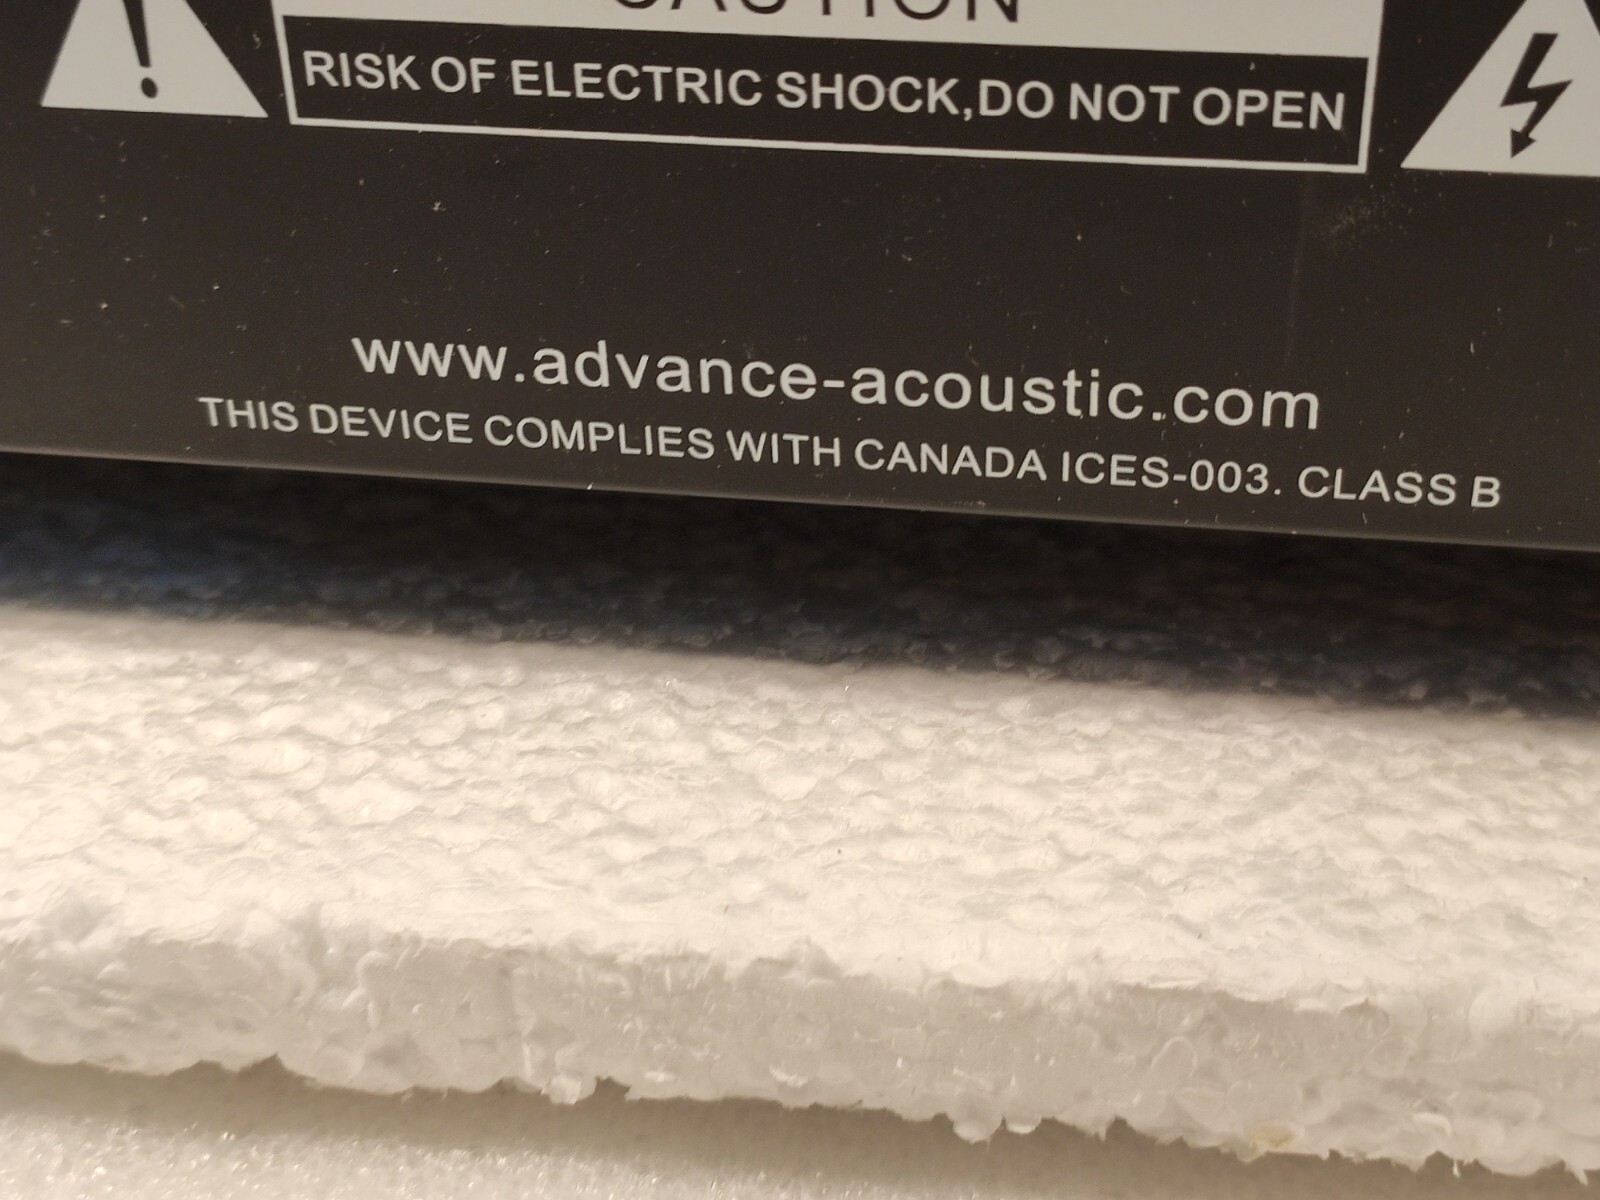 CAUTION
RISK OF ELECTRIC SHOCK,DO NOT OPEN
www.advance-acoustic.com
THIS DEVICE COMPLIES WITH CANADA ICES-003. CLASS B